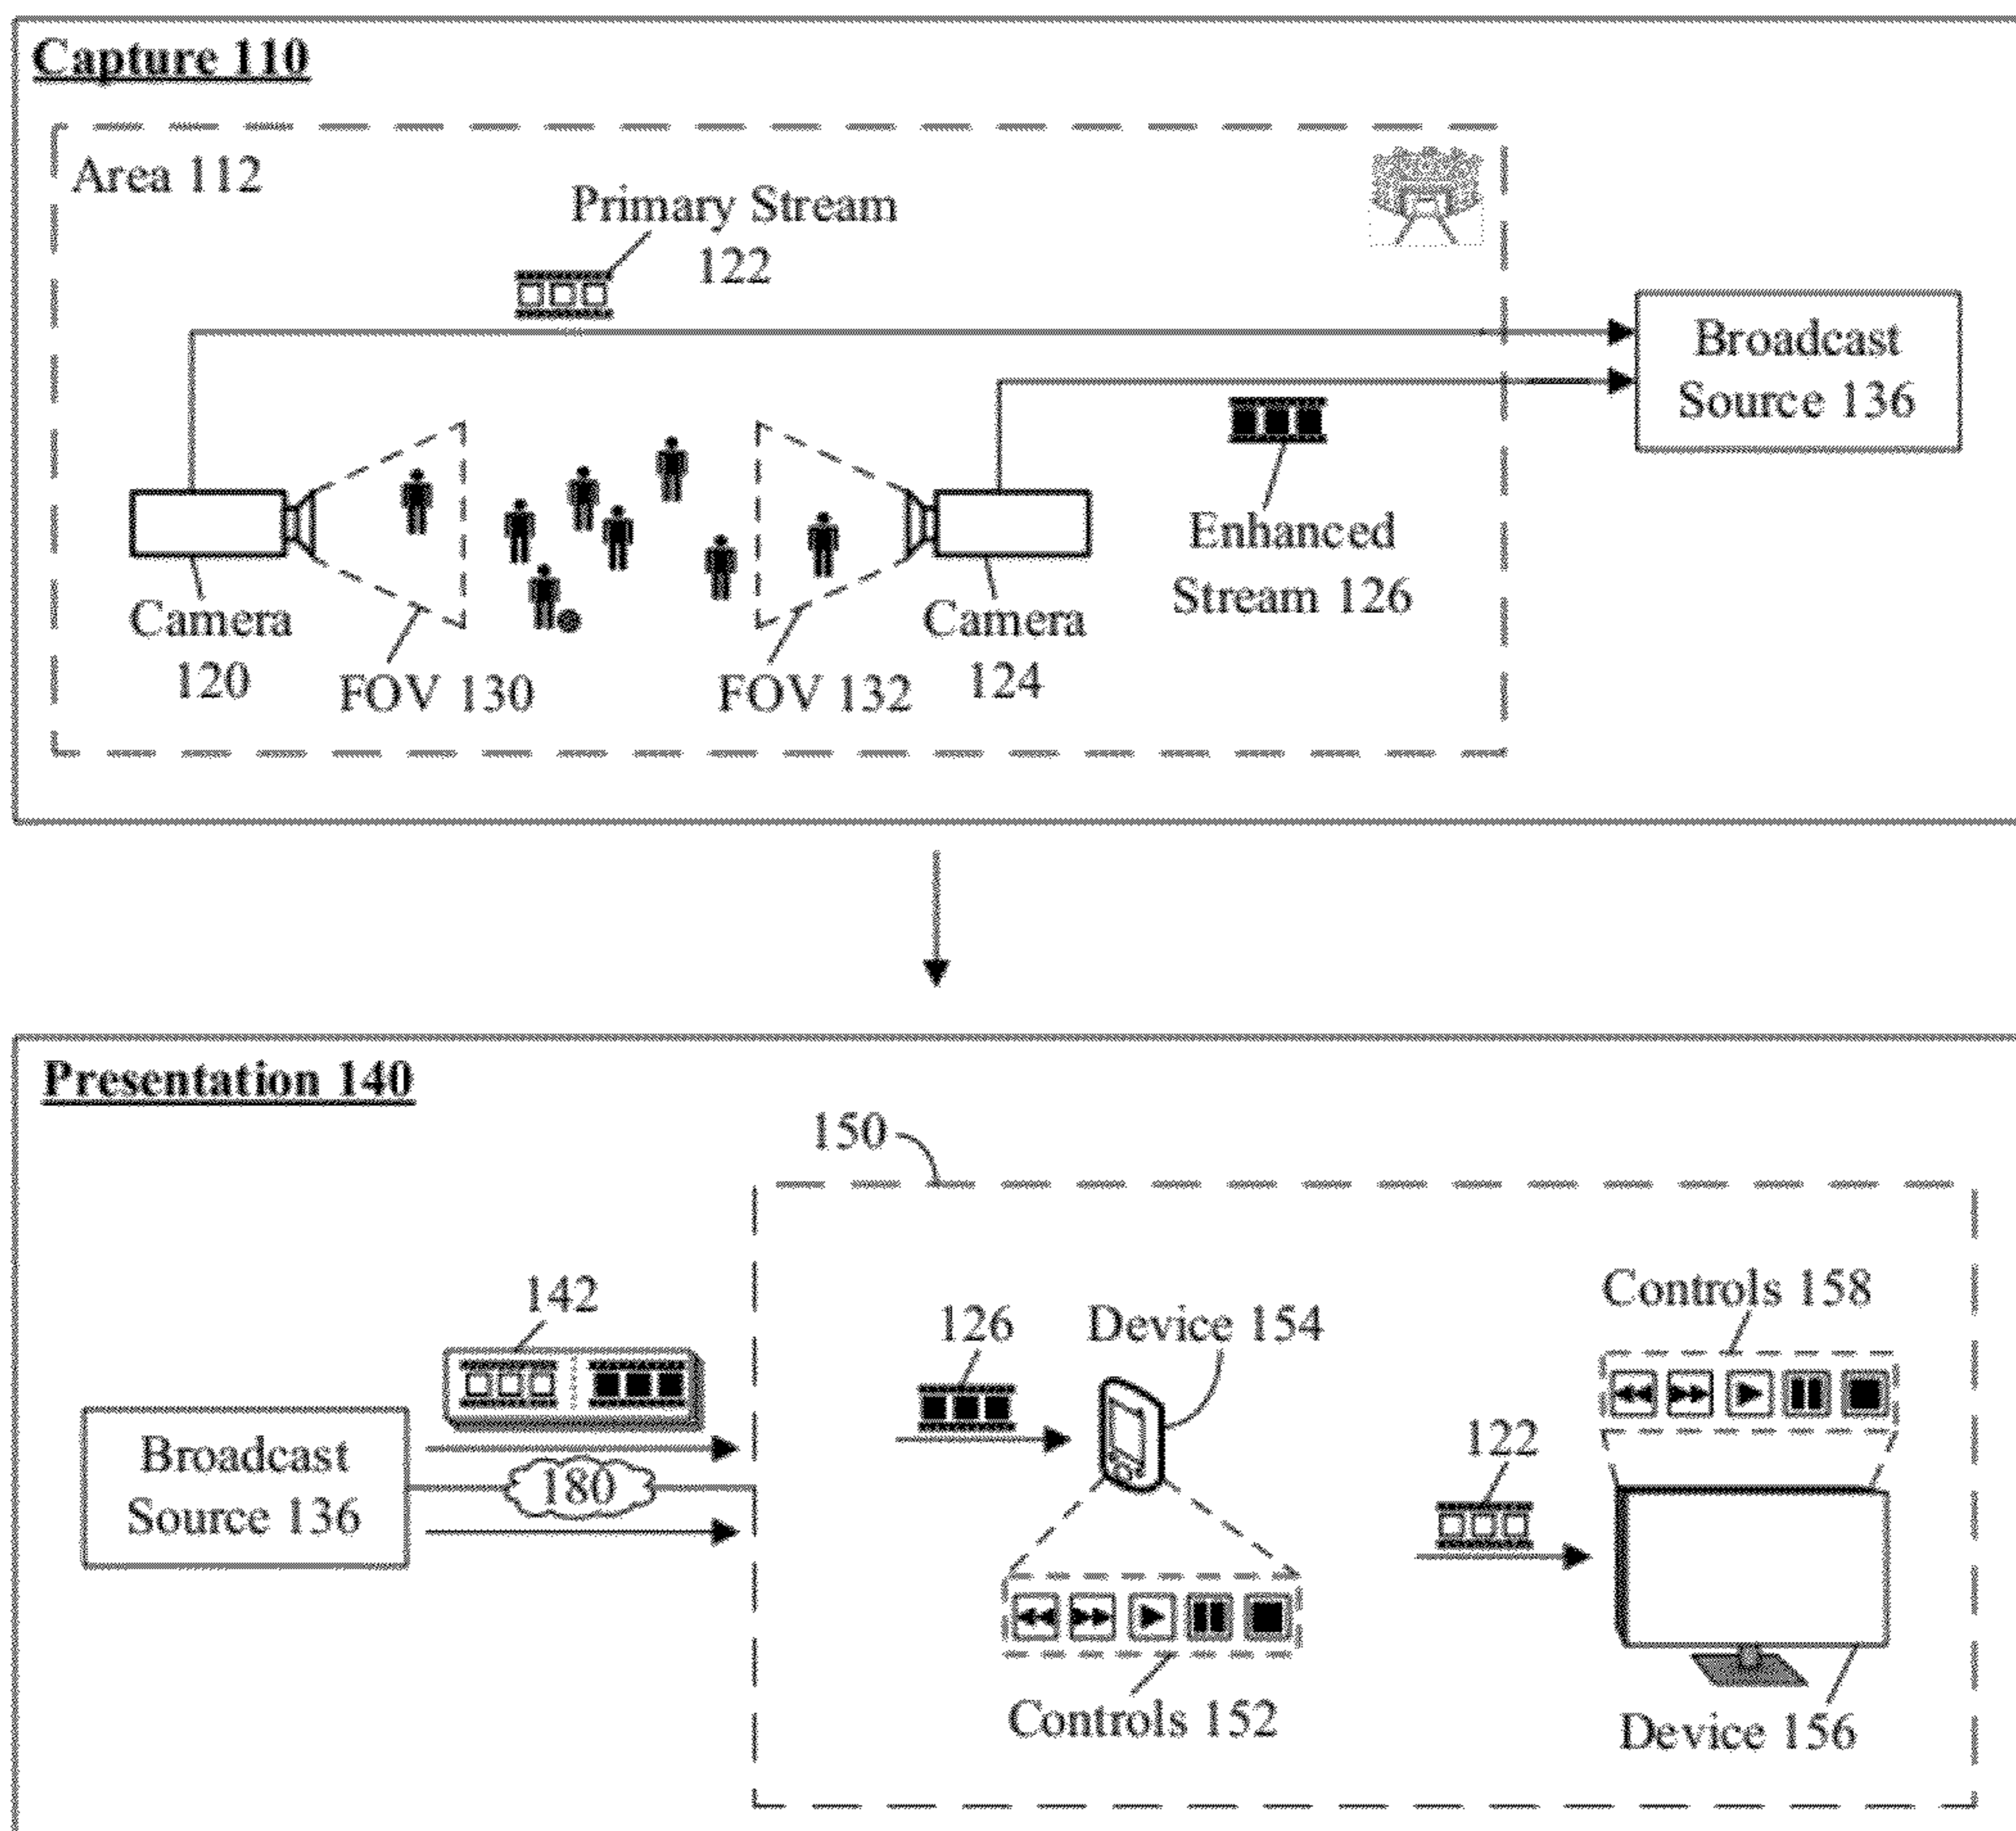 Capture 110
Area 112
Primary Stream
122
Broadcast
Source 136
Enhanced
Stream 126
Camera
120
FOV 130
FOV 132
Camera
124
Presentation 140
150
142
Broadcast
Source 136
180
126
Device 154
Controls 152
Controls 158
122
Device 156